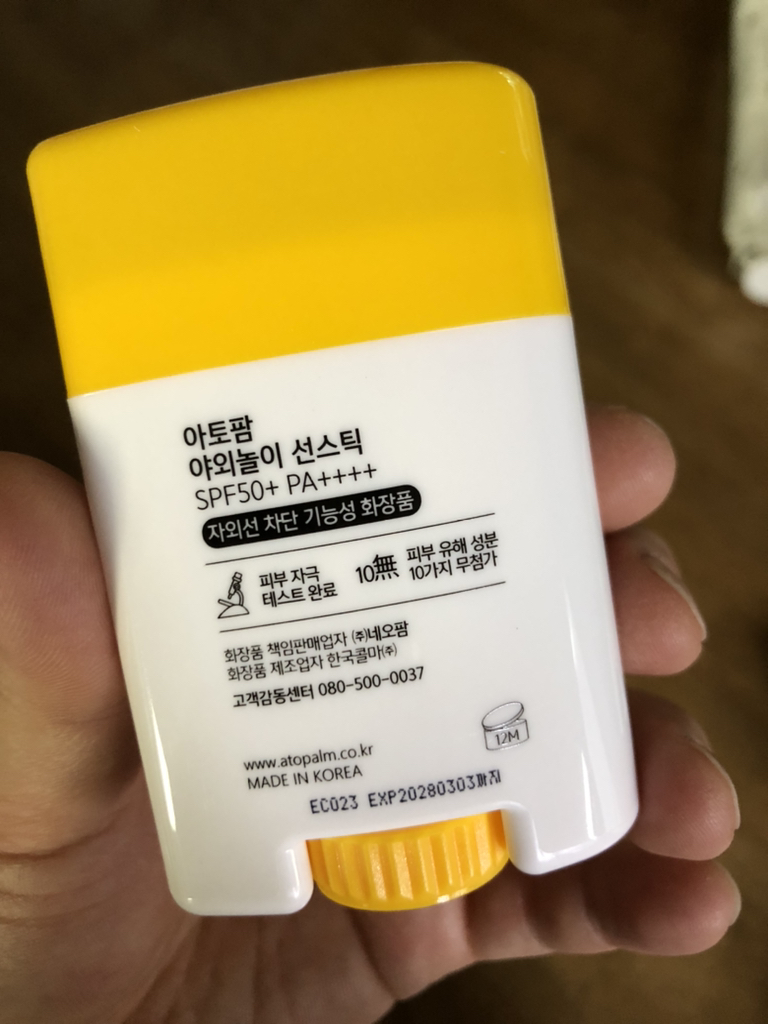 아토팜
야외놀이 선스틱
SPF50+ PA++++
자외선 차단 기능성 화장품
피부 자극
테스트 완료
10無
피부 유해 성분
10가지 무첨가
화장품 책임판매업자 ㈜네오팜
화장품 제조업자 한국콜마㈜
고객감동센터 080-500-0037
12M
www.atopalm.co.kr
MADE IN KOREA
EC023 EXP20280303까지